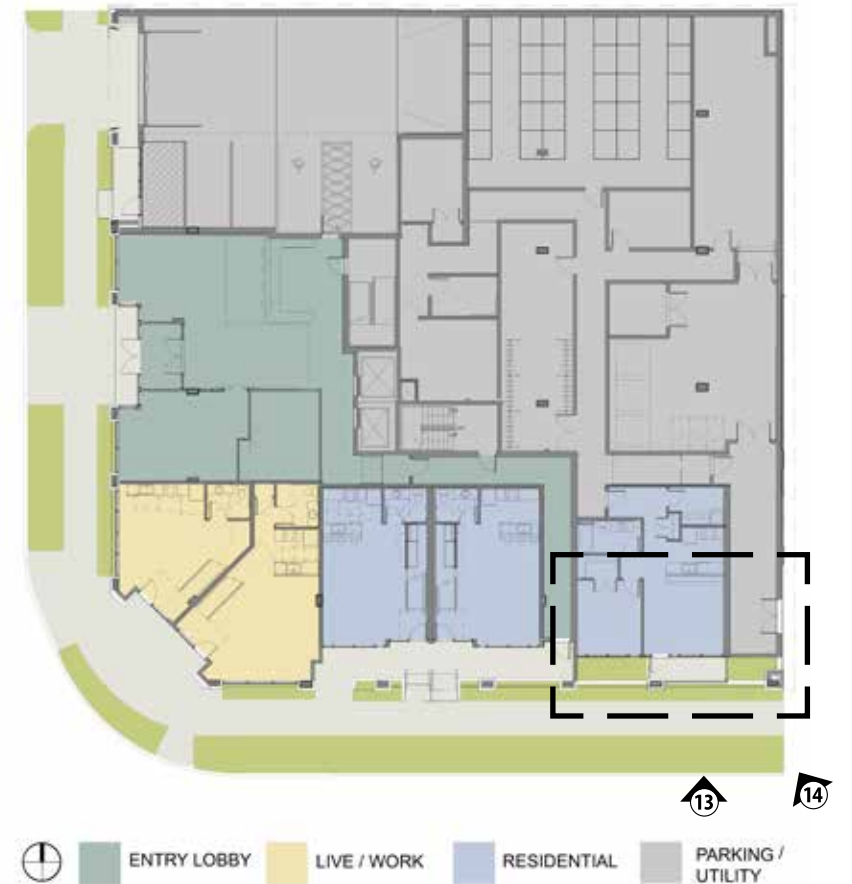 13
14
ENTRY LOBBY
LIVE / WORK
RESIDENTIAL
PARKING /
UTILITY